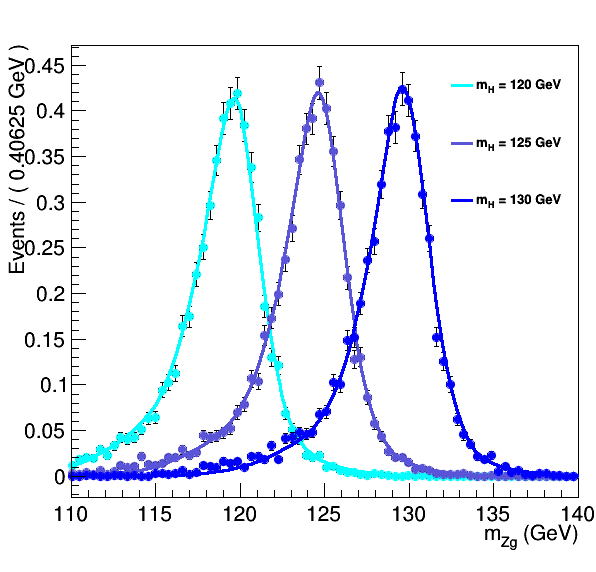 Events / ( 0.40625 GeV )
0.45
0.4
0.35
0.3
0.25
0.2
0.15
0.1
0.05
0
110 115 120 125 130 135 140
m_Zg (GeV)
m_H = 120 GeV
m_H = 125 GeV
m_H = 130 GeV